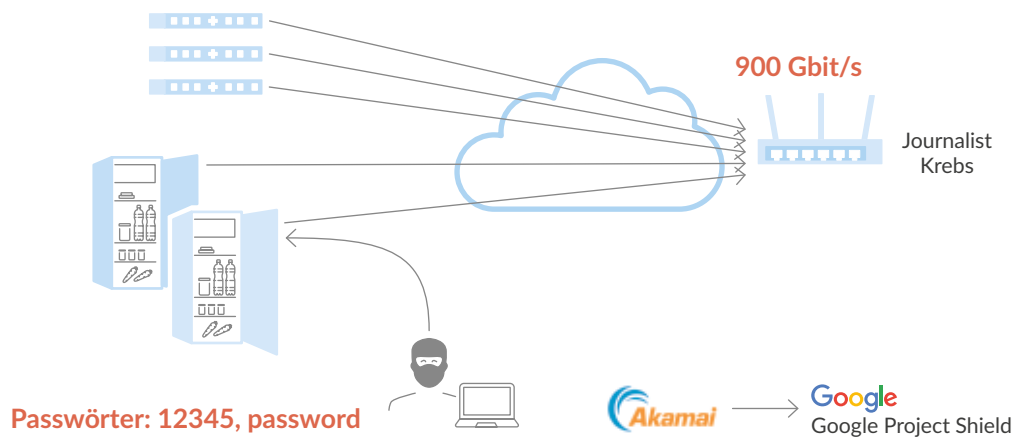 900 Gbit/s
Journalist
Krebs
Passwörter: 12345, password
Akamai
Google
Google Project Shield